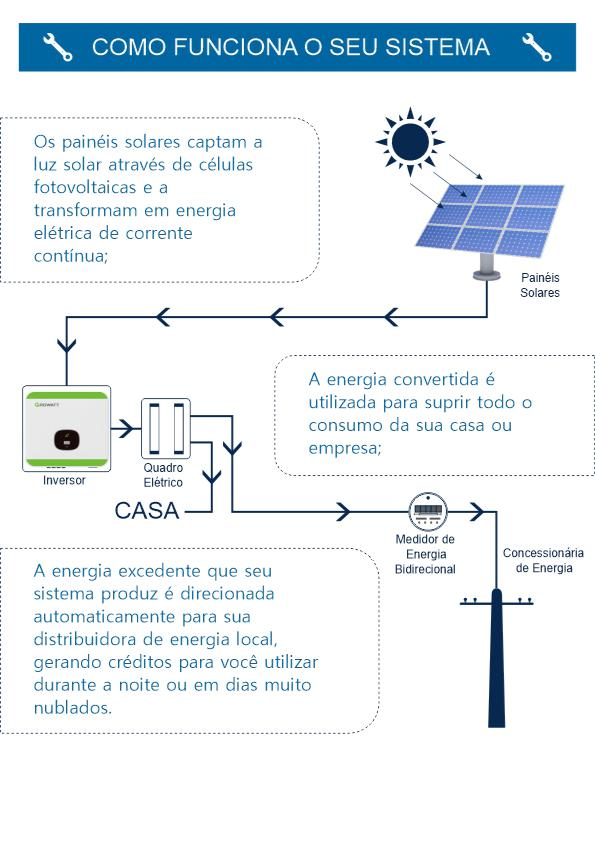 COMO FUNCIONA O SEU SISTEMA
Os painéis solares captam a
luz solar através de células
fotovoltaicas e a
transformam em energia
elétrica de corrente
contínua;
Painéis
Solares
A energia convertida é
utilizada para suprir todo o
consumo da sua casa ou
empresa;
GROWATT
Inversor
Quadro
Elétrico
CASA
Medidor de
Energia
Bidirecional
Concessionária
de Energia
A energia excedente que seu
sistema produz é direcionada
automaticamente para sua
distribuidora de energia local,
gerando créditos para você utilizar
durante a noite ou em dias muito
nublados.